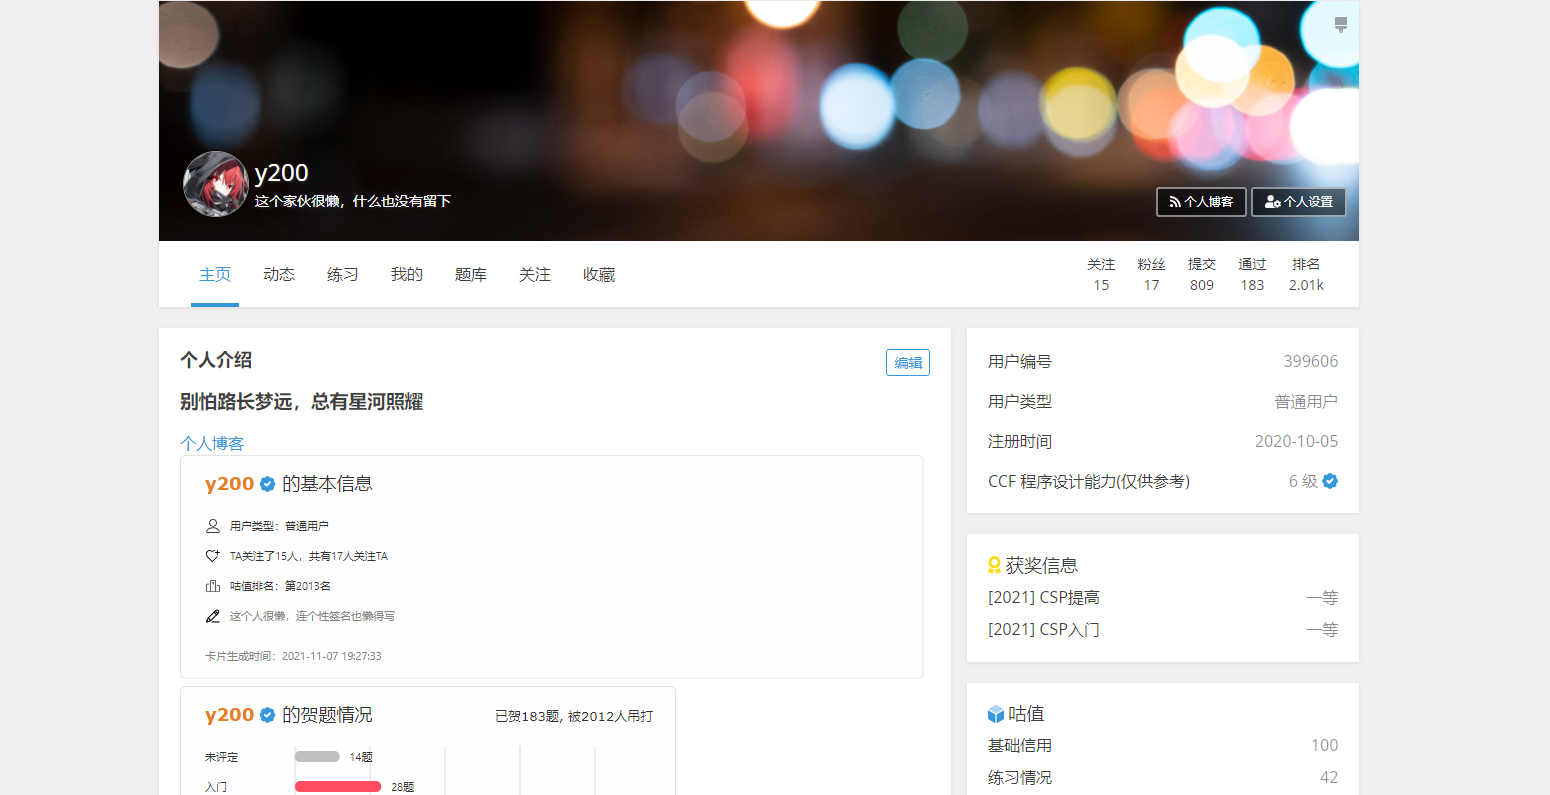 y200
这个家伙很懒，什么也没有留下
个人博客
个人设置
主页 动态 练习 我的 题库 关注 收藏
关注 粉丝 提交 通过 排名
15 17 809 183 2.01k
个人介绍
编辑
别怕路长梦远，总有星河照耀
个人博客
y200 的基本信息
用户类型：普通用户
TA关注了15人，共有17人关注TA
咕值排名：第2013名
这个人很懒，连个性签名也懒得写
卡片生成时间：2021-11-07 19:27:33
y200 的贺题情况
已贺183题, 被2012人吊打
未评定 14题
入门 28题
用户编号 399606
用户类型 普通用户
注册时间 2020-10-05
CCF 程序设计能力(仅供参考) 6 级
获奖信息
[2021] CSP提高 一等
[2021] CSP入门 一等
咕值
基础信用 100
练习情况 42